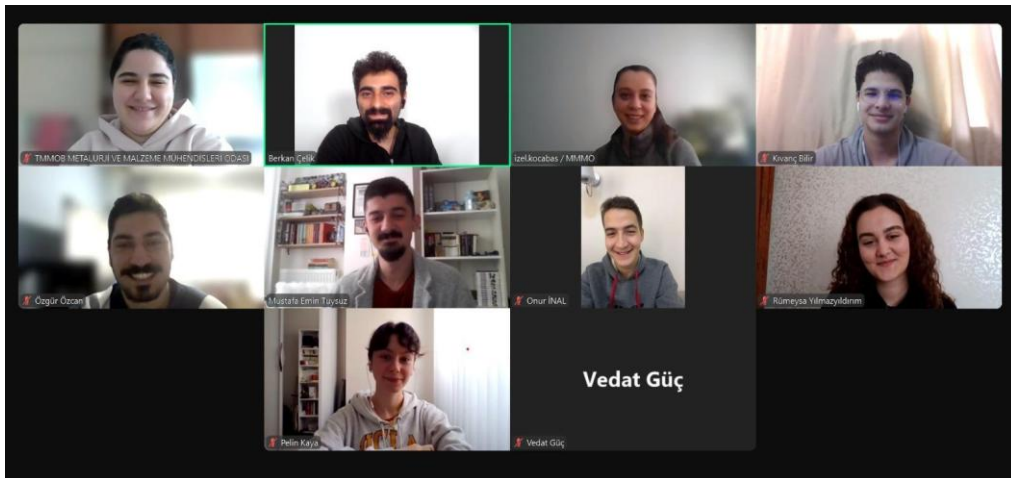 TMMOB METALURJİ VE MALZEME MÜHENDİSLERİ ODASI
Berkan Çelik
izel.kocabas / MMMO
Kıvanç Bilir
Özgür Özcan
Mustafa Emin Tüysüz
Onur İNAL
Rümeysa Yılmazyıldırım
Pelin Kaya
Vedat Güç
Vedat Güç